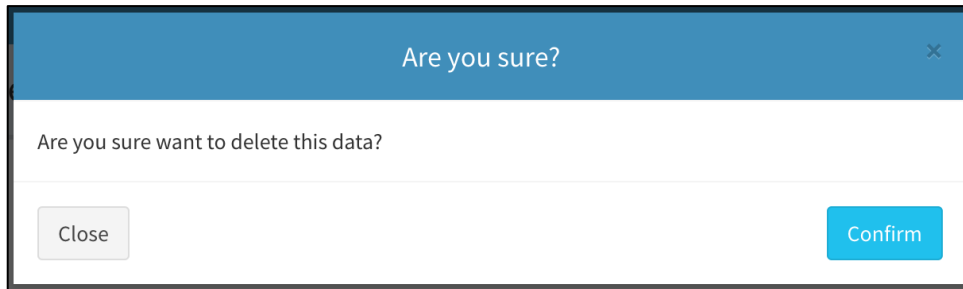 Are you sure?
×
Are you sure want to delete this data?
Close
Confirm